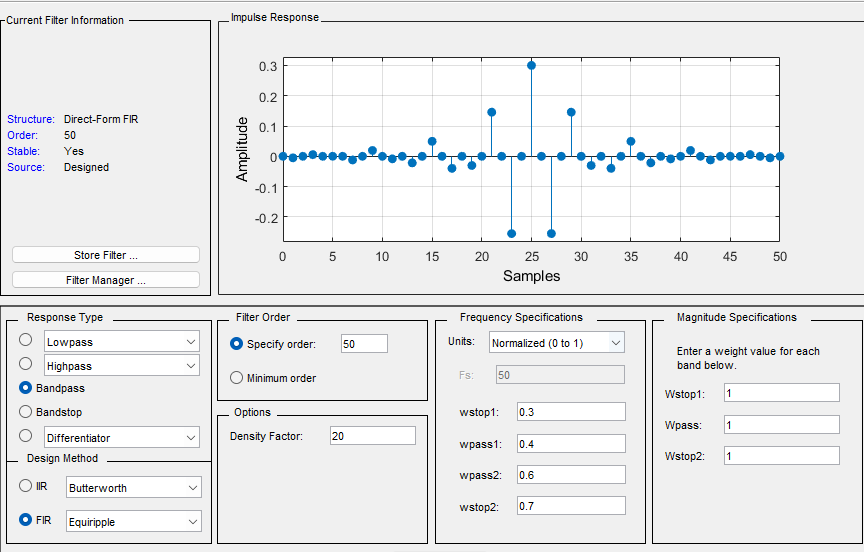 Current Filter Information
Structure: Direct-Form FIR
Order: 50
Stable: Yes
Source: Designed
Store Filter ...
Filter Manager ...
Impulse Response
Amplitude
0.3
0.2
0.1
0
-0.1
-0.2
0 5 10 15 20 25 30 35 40 45 50
Samples
Response Type
Lowpass
Highpass
Bandpass
Bandstop
Differentiator
Design Method
IIR Butterworth
FIR Equiripple
Filter Order
Specify order: 50
Minimum order
Options
Density Factor: 20
Frequency Specifications
Units: Normalized (0 to 1)
Fs: 50
wstop1: 0.3
wpass1: 0.4
wpass2: 0.6
wstop2: 0.7
Magnitude Specifications
Enter a weight value for each
band below.
Wstop1: 1
Wpass: 1
Wstop2: 1